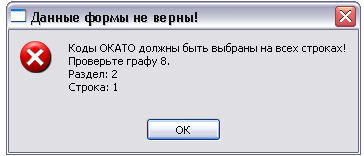 Данные формы не верны!
Коды ОКАТО должны быть выбраны на всех строках!
Проверьте графу 8.
Раздел: 2
Строка: 1
OK